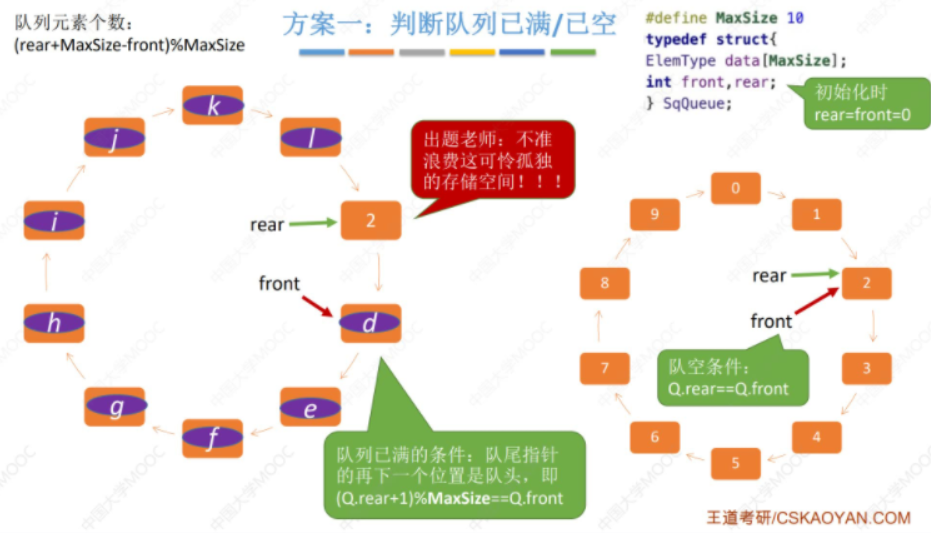 队列元素个数：
(rear+MaxSize-front)%MaxSize
方案一：判断队列已满/已空
#define MaxSize 10
typedef struct{
ElemType data[MaxSize];
int front,rear;
} SqQueue;
初始化时
rear=front=0
出题老师：不准
浪费这可怜孤独
的存储空间！！！
k
j
l
i
rear
2
front
h
d
g
e
f
队列已满的条件：队尾指针
的再下一个位置是队头，即
(Q.rear+1)%MaxSize==Q.front
0
9
1
8
rear
2
front
队空条件：
Q.rear==Q.front
7
3
6
4
5
王道考研/CSKAOYAN.COM
中国大学MOOC